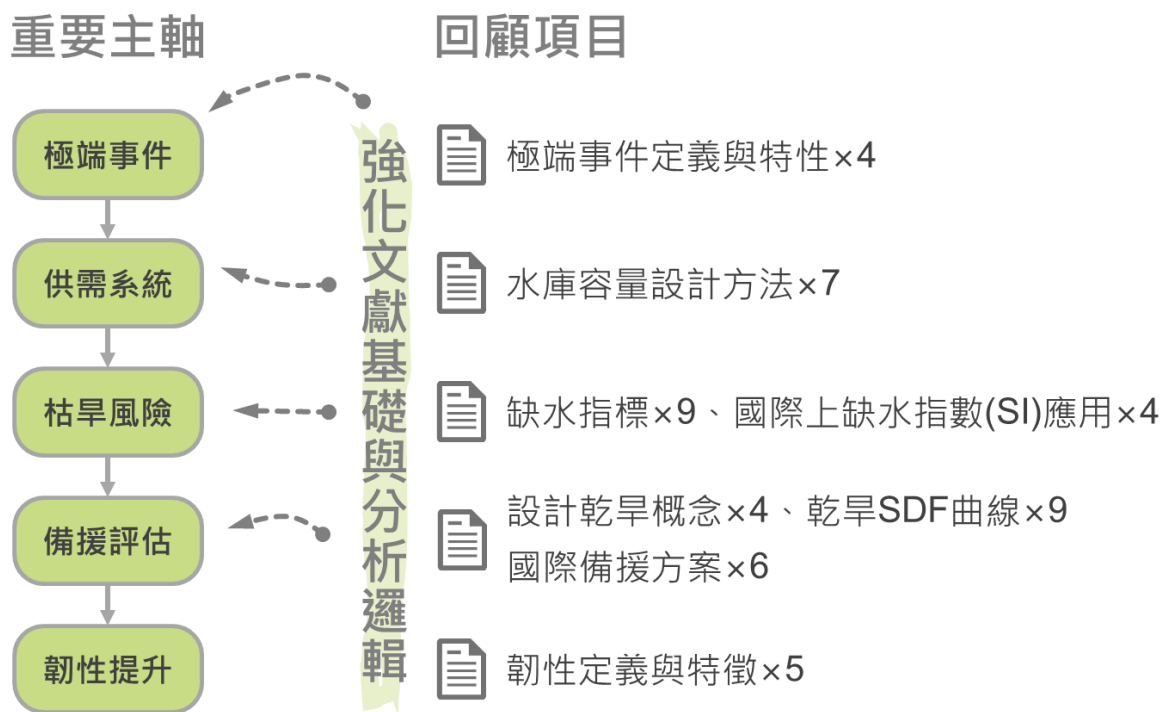 重要主軸
回顧項目
極端事件
供需系統
枯旱風險
備援評估
韌性提升
強化文獻基礎與分析邏輯
極端事件定義與特性×4
水庫容量設計方法×7
缺水指標×9、國際上缺水指數(SI)應用×4
設計乾旱概念×4、乾旱SDF曲線×9
國際備援方案×6
韌性定義與特徵×5